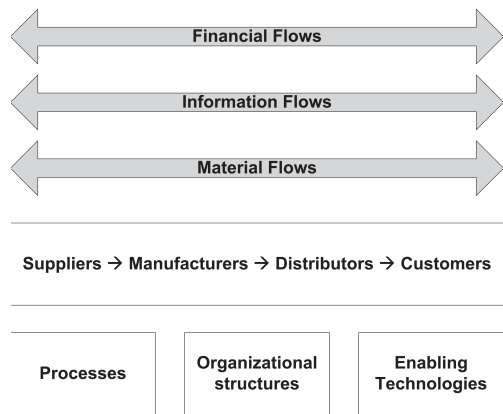 Financial Flows
Information Flows
Material Flows
Suppliers → Manufacturers → Distributors → Customers
Processes
Organizational
structures
Enabling
Technologies